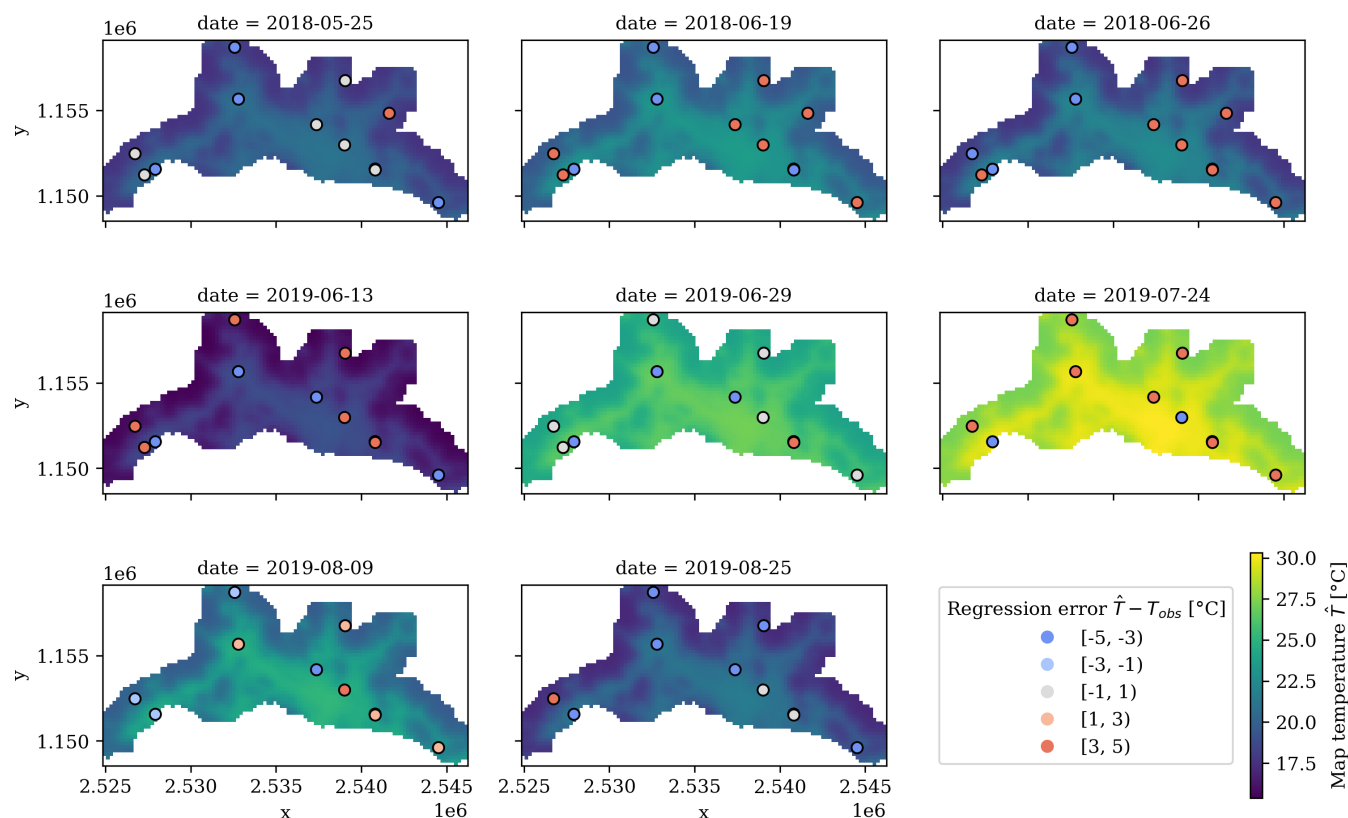 date = 2018-05-25
date = 2018-06-19
date = 2018-06-26
1e6
y
1.155
1.150
date = 2019-06-13
date = 2019-06-29
date = 2019-07-24
1e6
y
1.155
1.150
date = 2019-08-09
date = 2019-08-25
1e6
y
1.155
1.150
2.525 2.530 2.535 2.540 2.545
x
1e6
2.525 2.530 2.535 2.540 2.545
x
1e6
Regression error T̂ − T_obs [°C]
[-5, -3)
[-3, -1)
[-1, 1)
[1, 3)
[3, 5)
30.0
27.5
25.0
22.5
20.0
17.5
Map temperature T̂ [°C]